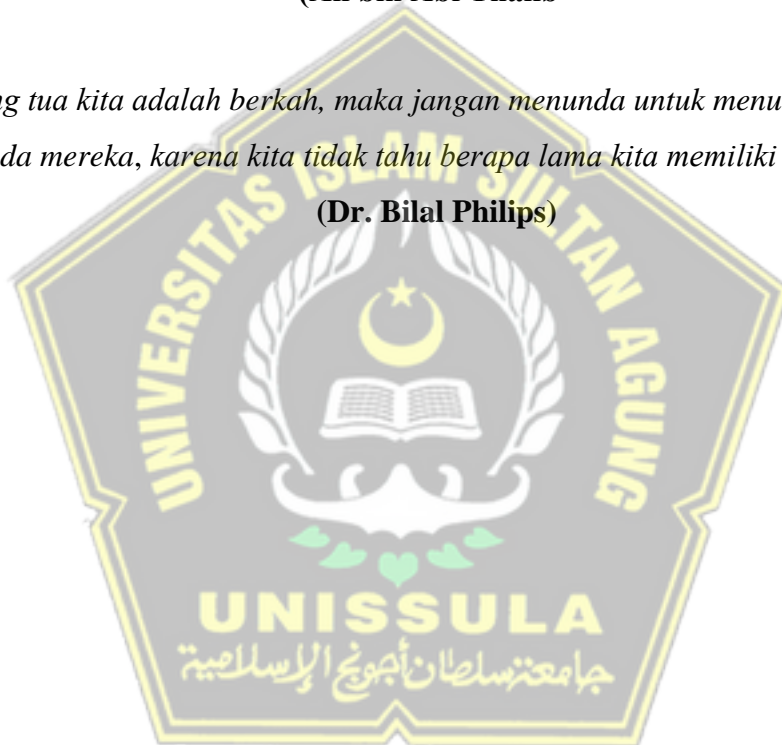 (Ali bin Abi Thalib
ng tua kita adalah berkah, maka jangan menunda untuk menu
da mereka, karena kita tidak tahu berapa lama kita memiliki
(Dr. Bilal Philips)
UNIVERSITAS ISLAM SULTAN AGUNG
UNISSULA
جامعة سلطان أجونج الإسلامية